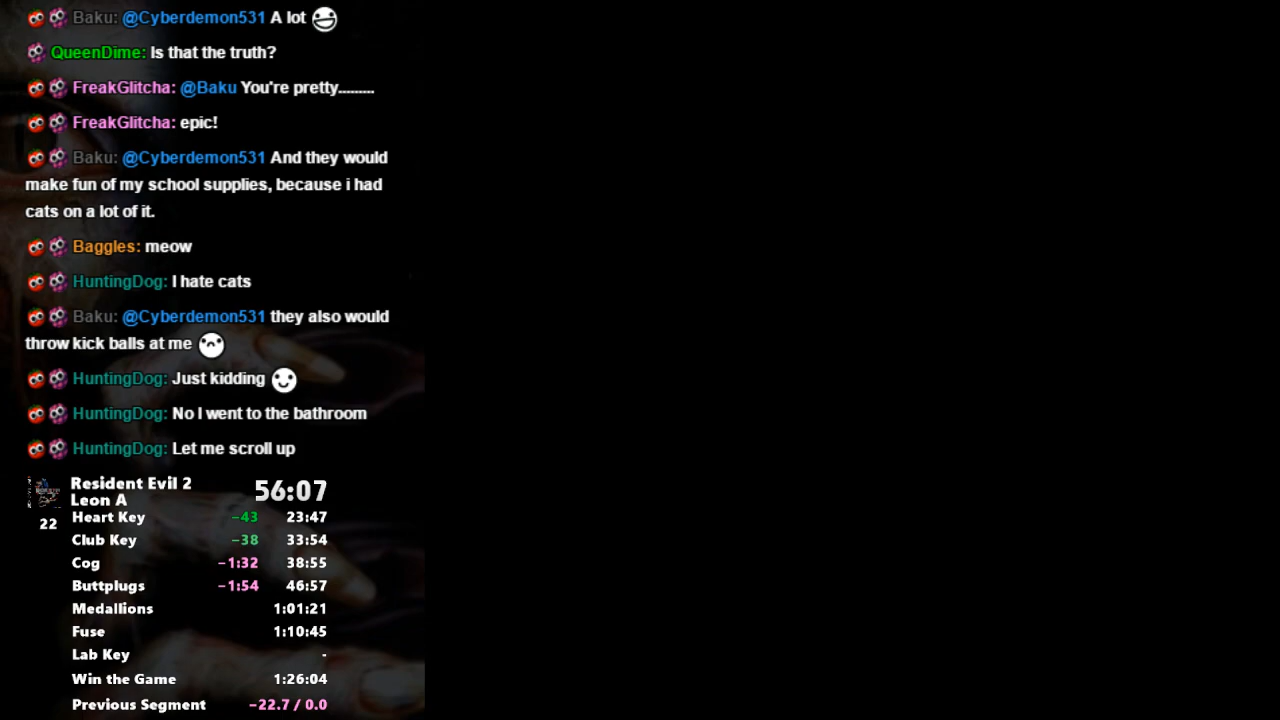 Baku: @Cyberdemon531 A lot
QueenDime: Is that the truth?
FreakGlitcha: @Baku You're pretty.........
FreakGlitcha: epic!
Baku: @Cyberdemon531 And they would
make fun of my school supplies, because i had
cats on a lot of it.
Baggles: meow
HuntingDog: I hate cats
Baku: @Cyberdemon531 they also would
throw kick balls at me
HuntingDog: Just kidding
HuntingDog: No I went to the bathroom
HuntingDog: Let me scroll up
Resident Evil 2
Leon A
56:07
22
Heart Key -43 23:47
Club Key -38 33:54
Cog -1:32 38:55
Buttplugs -1:54 46:57
Medallions 1:01:21
Fuse 1:10:45
Lab Key -
Win the Game 1:26:04
Previous Segment -22.7 / 0.0